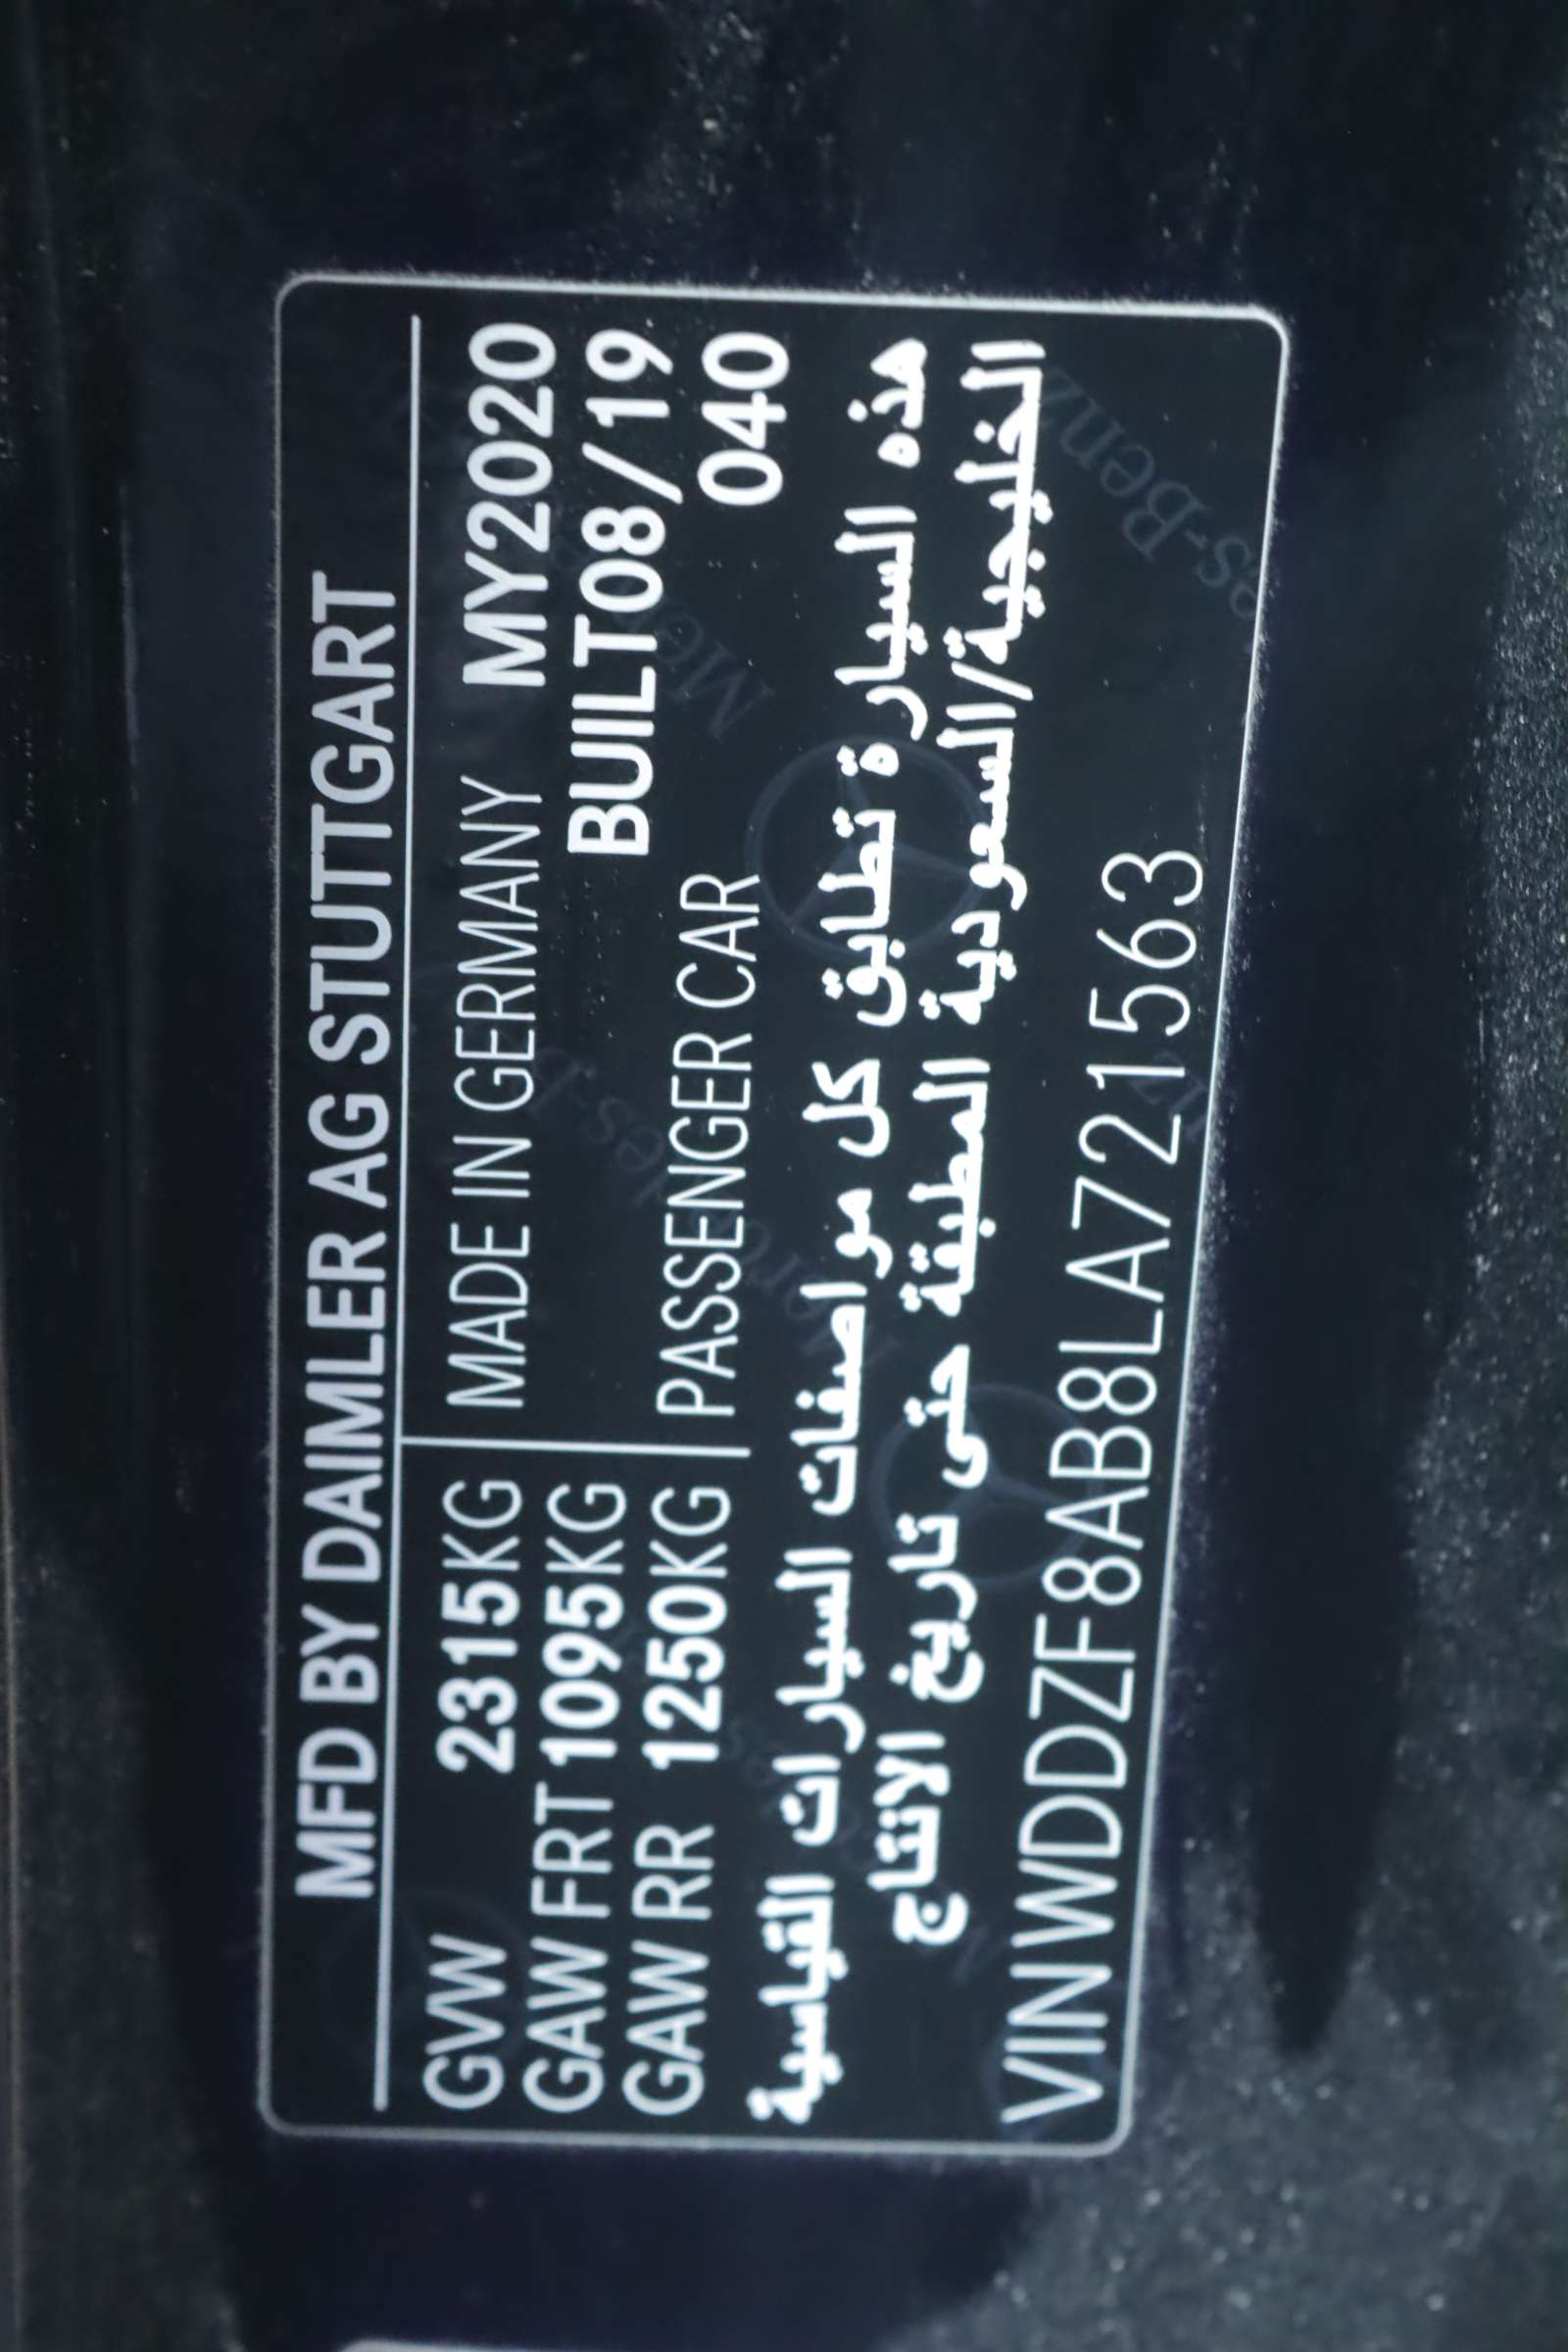 MFD BY DAIMLER AG STUTTGART
GVW 2315KG MADE IN GERMANY MY2020
GAW FRT 1095KG BUILT08/19
GAW RR 1250KG PASSENGER CAR 040
هذه السيارة تطابق كل مواصفات السيارات القياسية
الخليجية/السعودية المطبقة حتى تاريخ الانتاج
VIN WDDZF8AB8LA721563